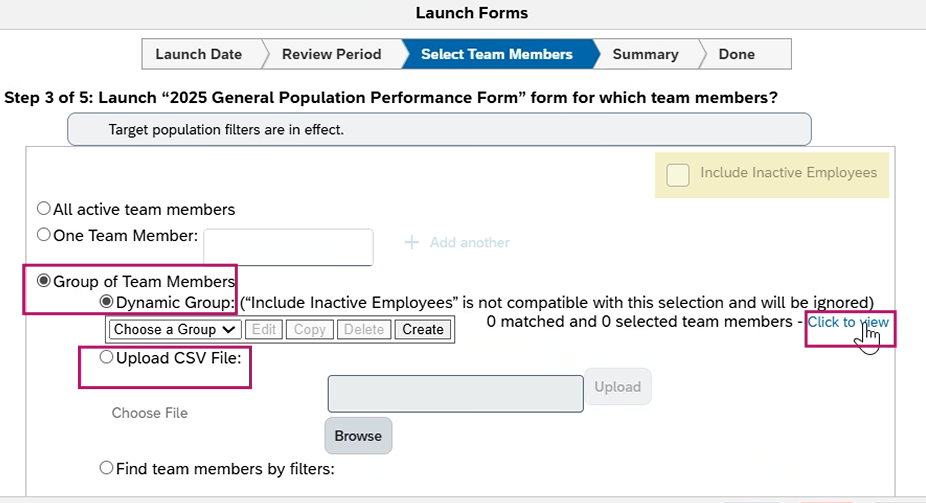 Launch Forms
Launch Date Review Period Select Team Members Summary Done
Step 3 of 5: Launch “2025 General Population Performance Form” form for which team members?
Target population filters are in effect.
Include Inactive Employees
All active team members
One Team Member:
+ Add another
Group of Team Members
Dynamic Group: (“Include Inactive Employees” is not compatible with this selection and will be ignored)
Choose a Group Edit Copy Delete Create 0 matched and 0 selected team members - Click to view
Upload CSV File:
Upload
Choose File
Browse
Find team members by filters: